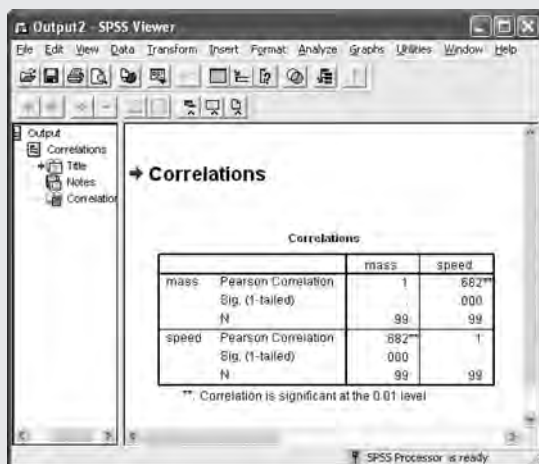 Output2 - SPSS Viewer
File Edit View Data Transform Insert Format Analyze Graphs Utilities Window Help
Output
Correlations
Title
Notes
Correlation
Correlations
Correlations
mass speed
mass Pearson Correlation 1 .682**
Sig. (1-tailed) . .000
N 99 99
speed Pearson Correlation .682** 1
Sig. (1-tailed) .000 .
N 99 99
**. Correlation is significant at the 0.01 level
SPSS Processor is ready